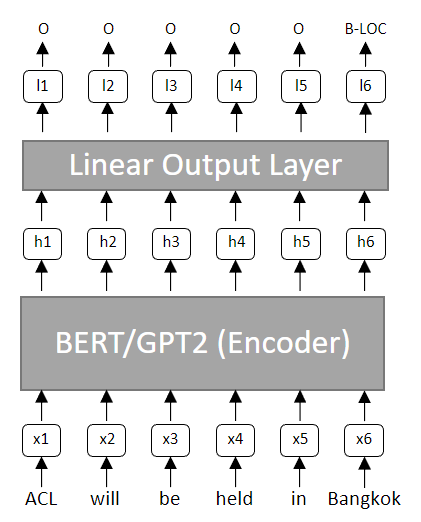 O O O O O B-LOC
l1 l2 l3 l4 l5 l6
Linear Output Layer
h1 h2 h3 h4 h5 h6
BERT/GPT2 (Encoder)
x1 x2 x3 x4 x5 x6
ACL will be held in Bangkok